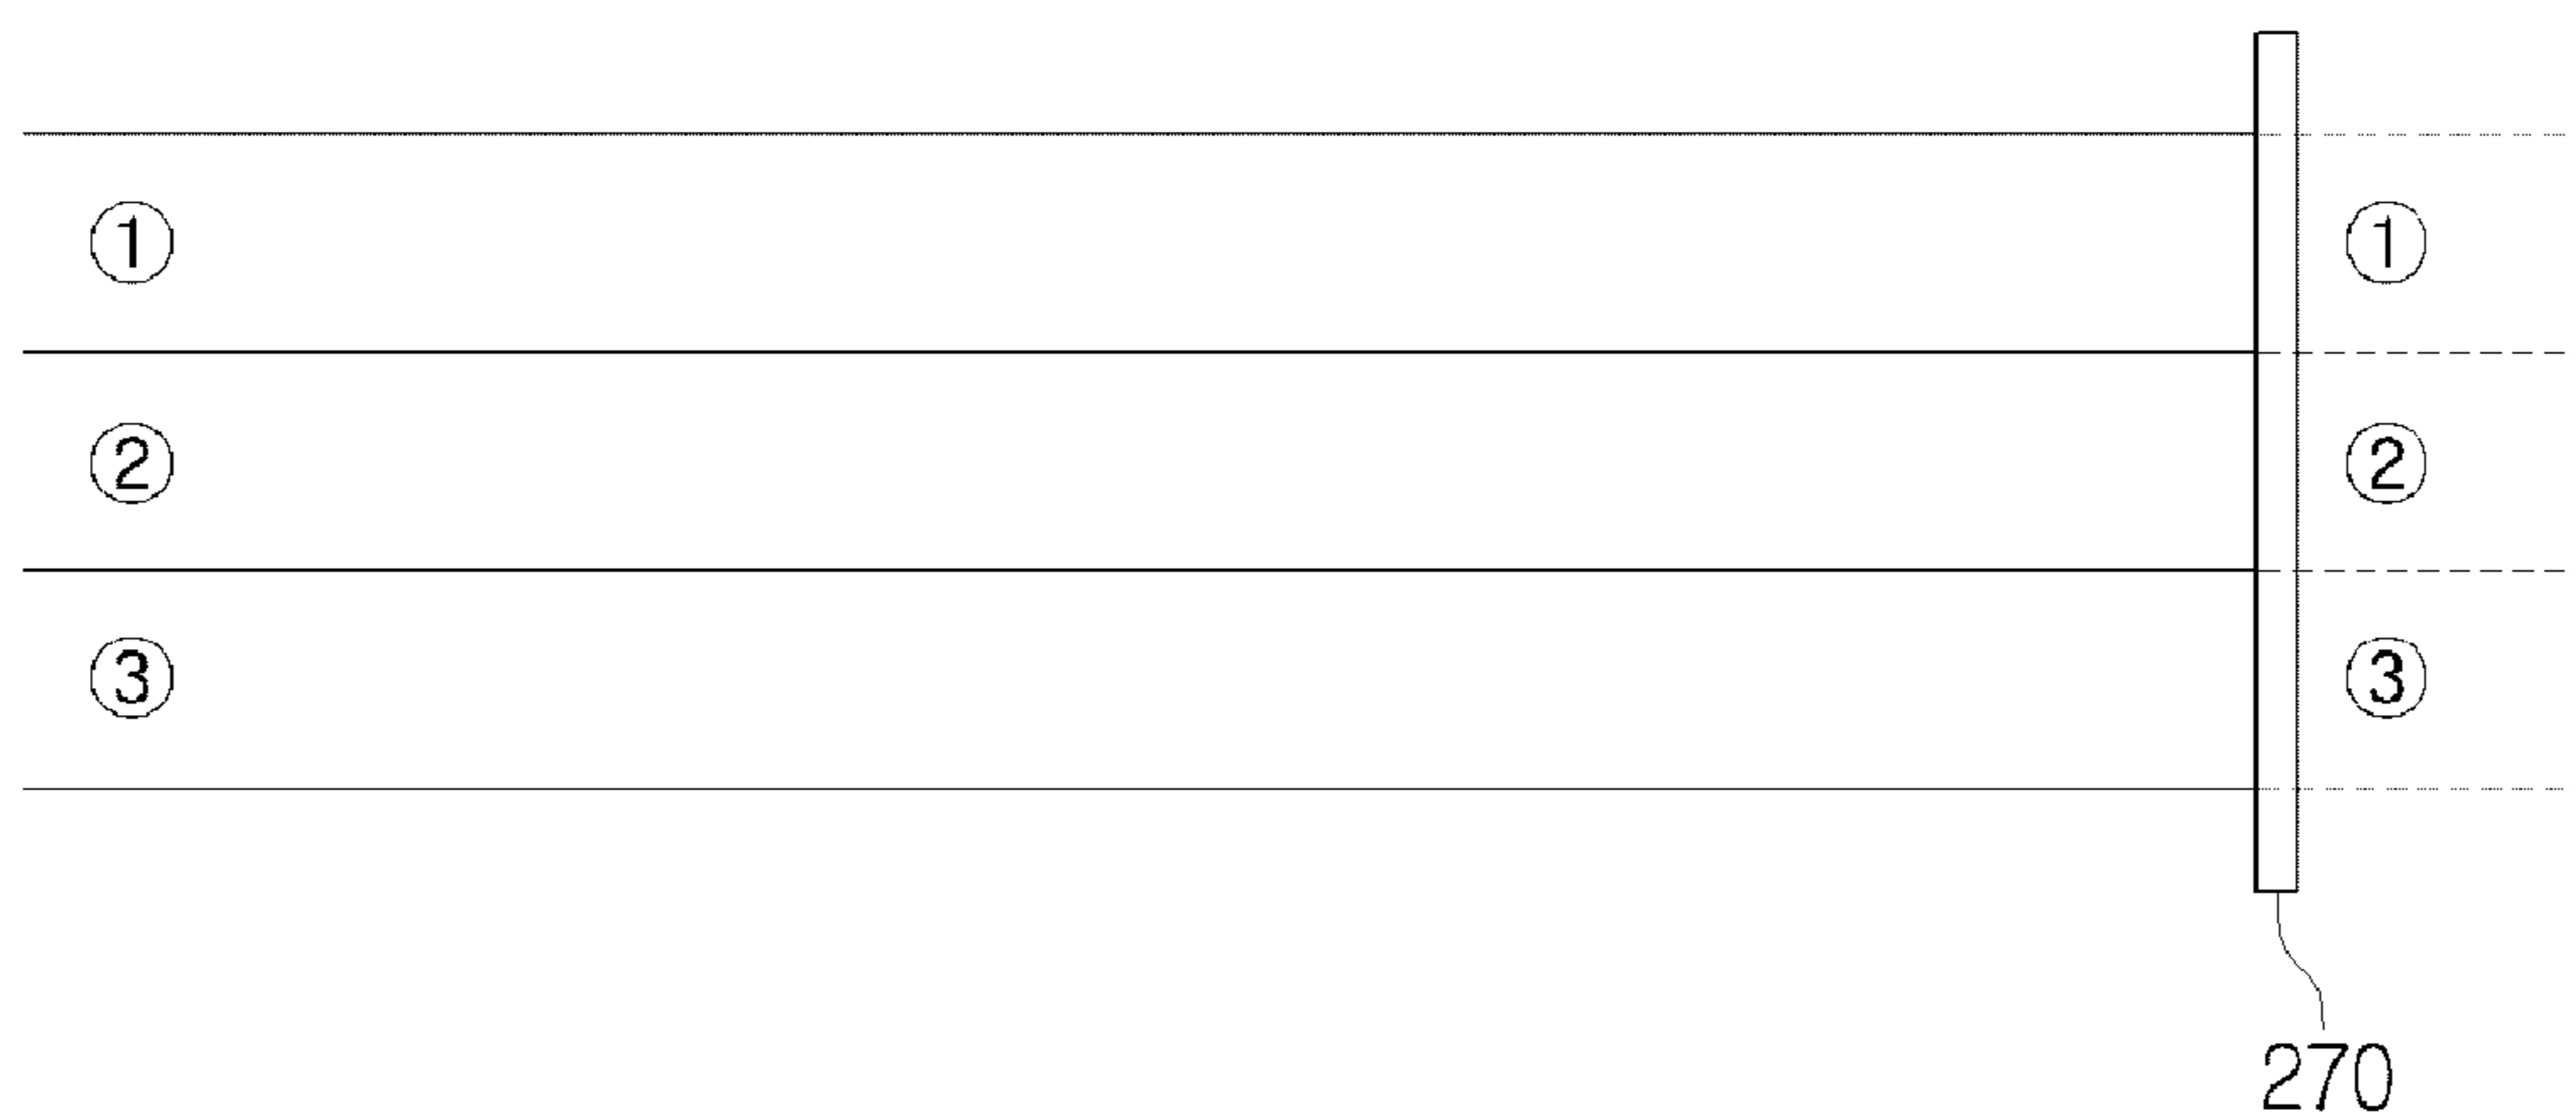 ① ①
② ②
③ ③
270